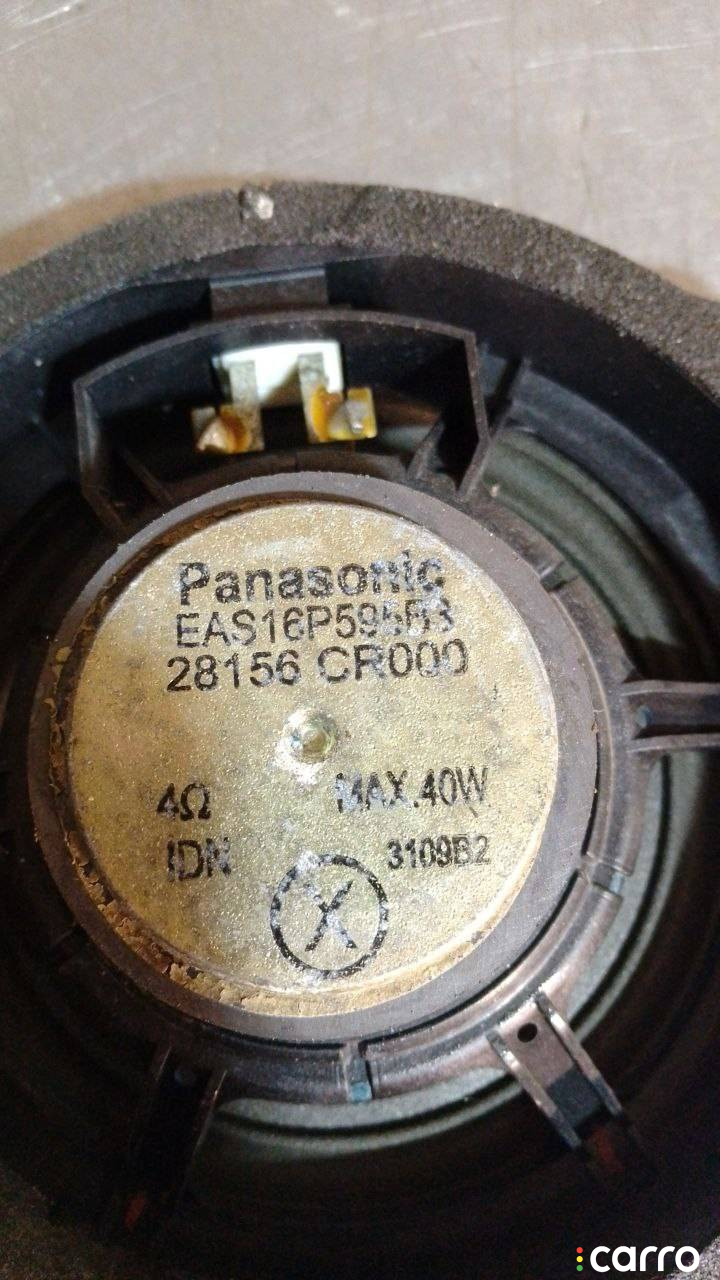 Panasonic
EAS16P595B3
28156 CR000
4Ω MAX.40W
IDN 3109B2
X
carro